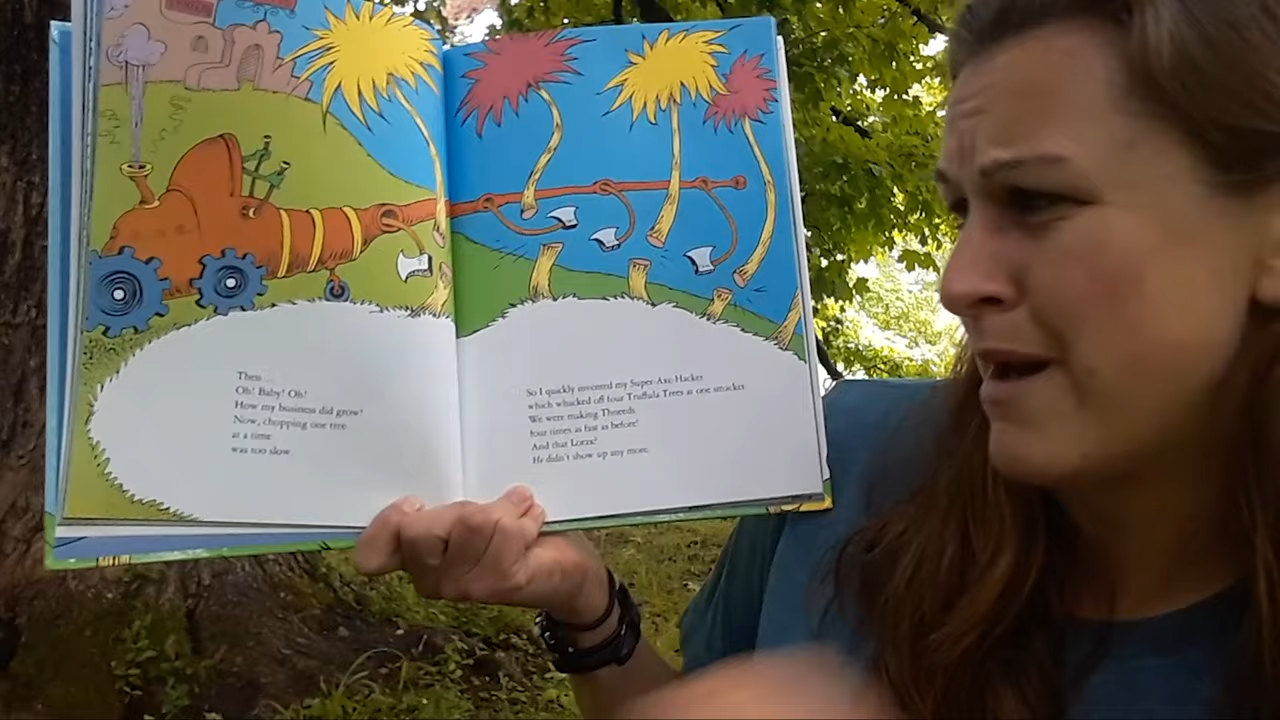 Then...
Oh! Baby! Oh!
How my business did grow!
Now, chopping one tree
at a time
was too slow.
So I quickly invented my Super-Axe-Hacker
which whacked off four Truffula Trees at one smacker.
We were making Thneeds
four times as fast as before!
And that Lorax?...
He didn't show up any more.